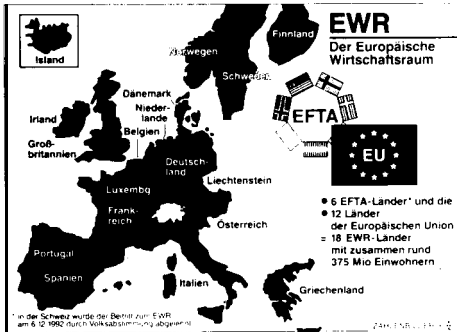 EWR
Der Europäische
Wirtschaftsraum
Island
Norwegen
Finnland
Schweden
Dänemark
Nieder-
lande
Irland
Belgien
Groß-
britannien
EFTA
EU
Deutsch-
land
Luxembg
Liechtenstein
Frank-
reich
Österreich
Portugal
Spanien
Italien
Griechenland
● 6 EFTA-Länder* und die
● 12 Länder
der Europäischen Union
= 18 EWR-Länder
mit zusammen rund
375 Mio Einwohnern
* in der Schweiz wurde der Beitritt zum EWR
am 6.12.1992 durch Volksabstimmung abgelehnt